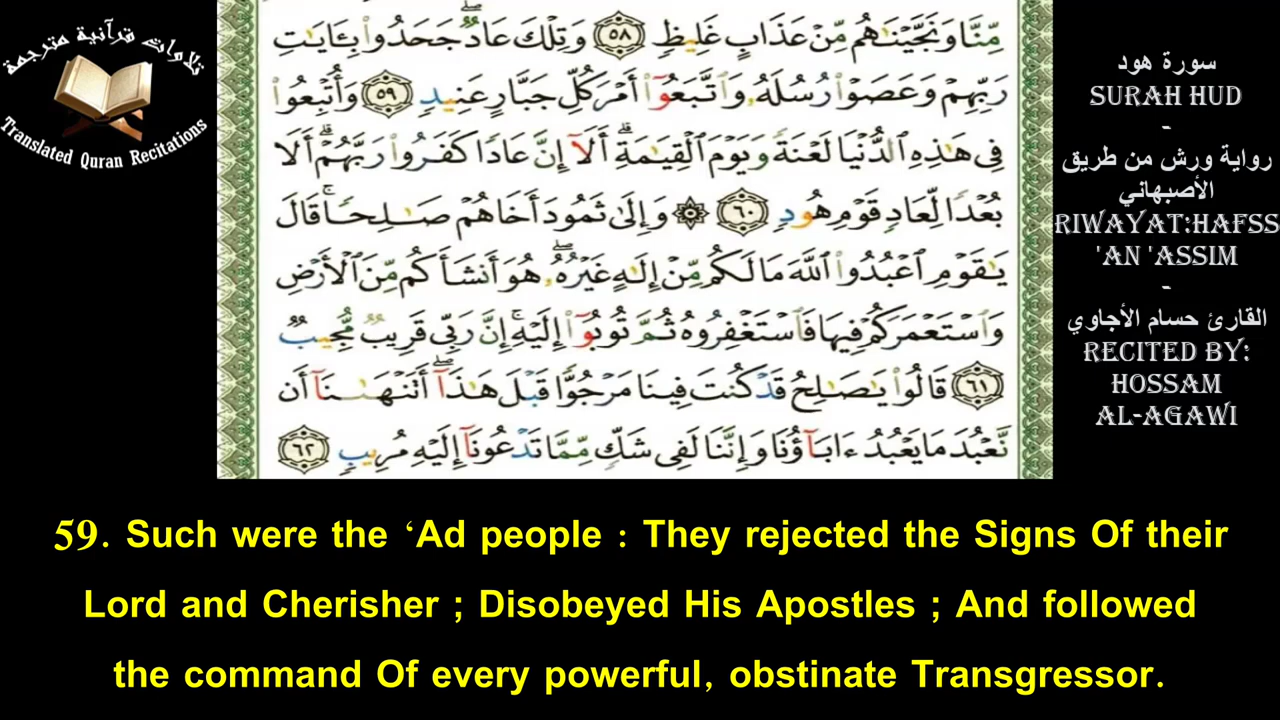 تلاوات قرآنية مترجمة
Translated Quran Recitations
مِّنَّا وَنَجَّيْنَٰهُم مِّنْ عَذَابٍ غَلِيظٍ ٥٨ وَتِلْكَ عَادٌ جَحَدُوا۟ بِـَٔايَٰتِ
رَبِّهِمْ وَعَصَوْا۟ رُسُلَهُۥ وَٱتَّبَعُوٓا۟ أَمْرَ كُلِّ جَبَّارٍ عَنِيدٍ ٥٩ وَأُتْبِعُوا۟
فِى هَٰذِهِ ٱلدُّنْيَا لَعْنَةً وَيَوْمَ ٱلْقِيَٰمَةِ أَلَآ إِنَّ عَادًا كَفَرُوا۟ رَبَّهُمْ أَلَا
بُعْدًا لِّعَادٍ قَوْمِ هُودٍ ٦٠ ۞ وَإِلَىٰ ثَمُودَ أَخَاهُمْ صَٰلِحًا قَالَ
يَٰقَوْمِ ٱعْبُدُوا۟ ٱللَّهَ مَا لَكُم مِّنْ إِلَٰهٍ غَيْرُهُۥ هُوَ أَنشَأَكُم مِّنَ ٱلْأَرْضِ
وَٱسْتَعْمَرَكُمْ فِيهَا فَٱسْتَغْفِرُوهُ ثُمَّ تُوبُوٓا۟ إِلَيْهِ إِنَّ رَبِّى قَرِيبٌ مُّجِيبٌ
٦١ قَالُوا۟ يَٰصَٰلِحُ قَدْ كُنتَ فِينَا مَرْجُوًّا قَبْلَ هَٰذَآ أَتَنْهَىٰنَآ أَن
نَّعْبُدَ مَا يَعْبُدُ ءَابَآؤُنَا وَإِنَّنَا لَفِى شَكٍّ مِّمَّا تَدْعُونَآ إِلَيْهِ مُرِيبٍ ٦٢
سورة هود
SURAH HUD
-
رواية ورش من طريق
الأصبهاني
RIWAYAT:HAFSS
'AN 'ASSIM
-
القارئ حسام الأجاوي
RECITED BY:
HOSSAM
AL-AGAWI
59. Such were the ‘Ad people : They rejected the Signs Of their
Lord and Cherisher ; Disobeyed His Apostles ; And followed
the command Of every powerful, obstinate Transgressor.